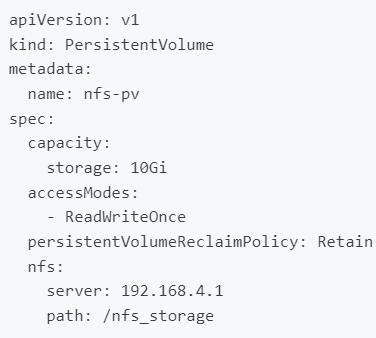 apiVersion: v1
kind: PersistentVolume
metadata:
  name: nfs-pv
spec:
  capacity:
    storage: 10Gi
  accessModes:
    - ReadWriteOnce
  persistentVolumeReclaimPolicy: Retain
  nfs:
    server: 192.168.4.1
    path: /nfs_storage